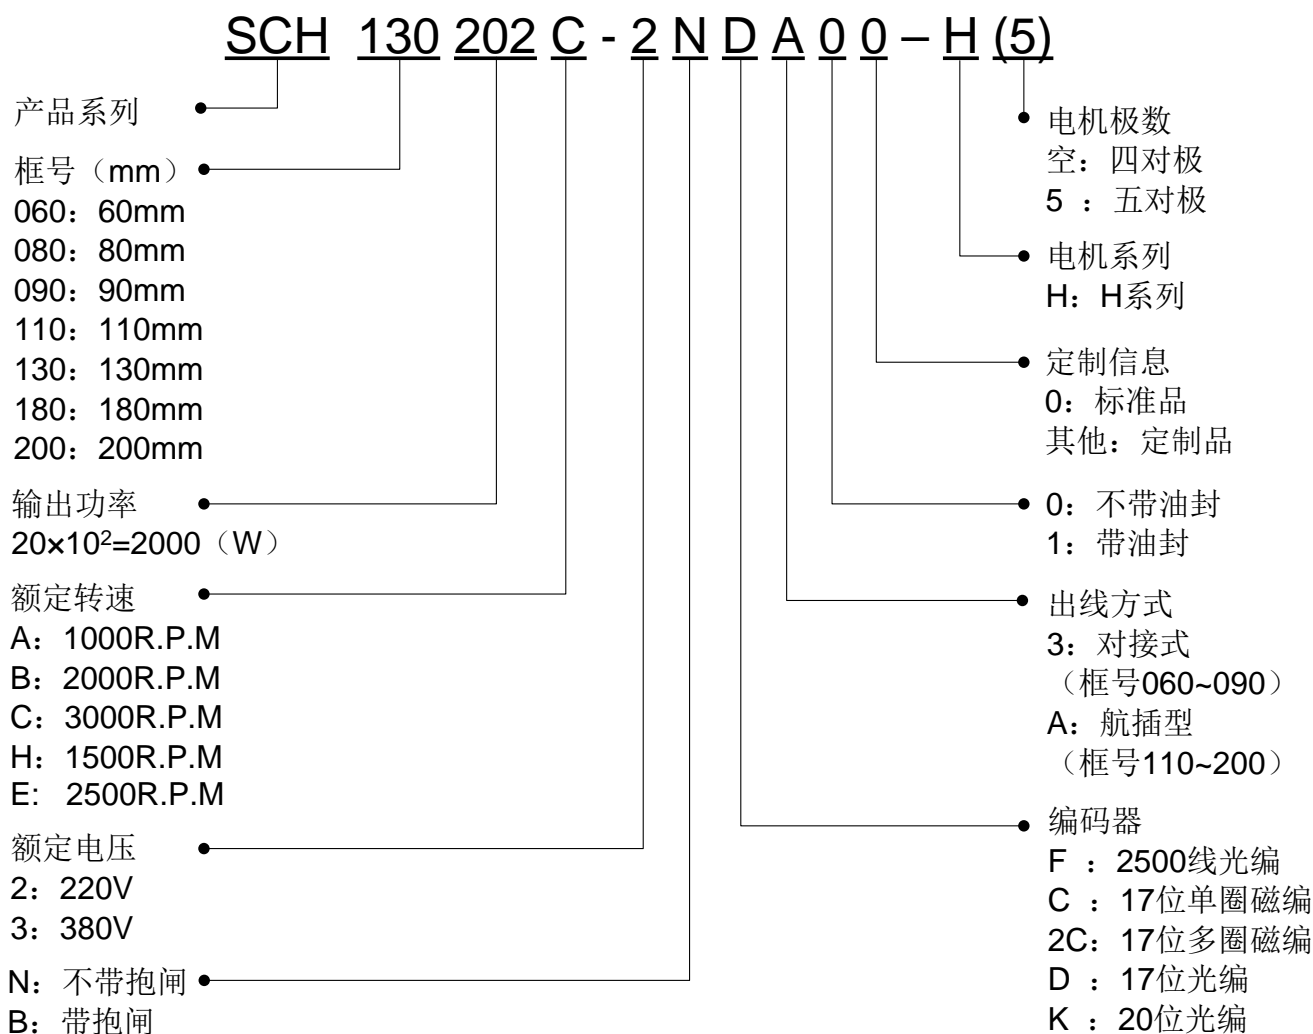 SCH 130 202 C - 2 N D A 0 0 – H (5)
产品系列
框号（mm）
060：60mm
080：80mm
090：90mm
110：110mm
130：130mm
180：180mm
200：200mm
输出功率
20×10²=2000（W）
额定转速
A：1000R.P.M
B：2000R.P.M
C：3000R.P.M
H：1500R.P.M
E: 2500R.P.M
额定电压
2：220V
3：380V
N：不带抱闸
B：带抱闸
电机极数
空：四对极
5 ：五对极
电机系列
H：H系列
定制信息
0：标准品
其他：定制品
0：不带油封
1：带油封
出线方式
3：对接式
（框号060~090）
A：航插型
（框号110~200）
编码器
F ：2500线光编
C ：17位单圈磁编
2C：17位多圈磁编
D ：17位光编
K ：20位光编